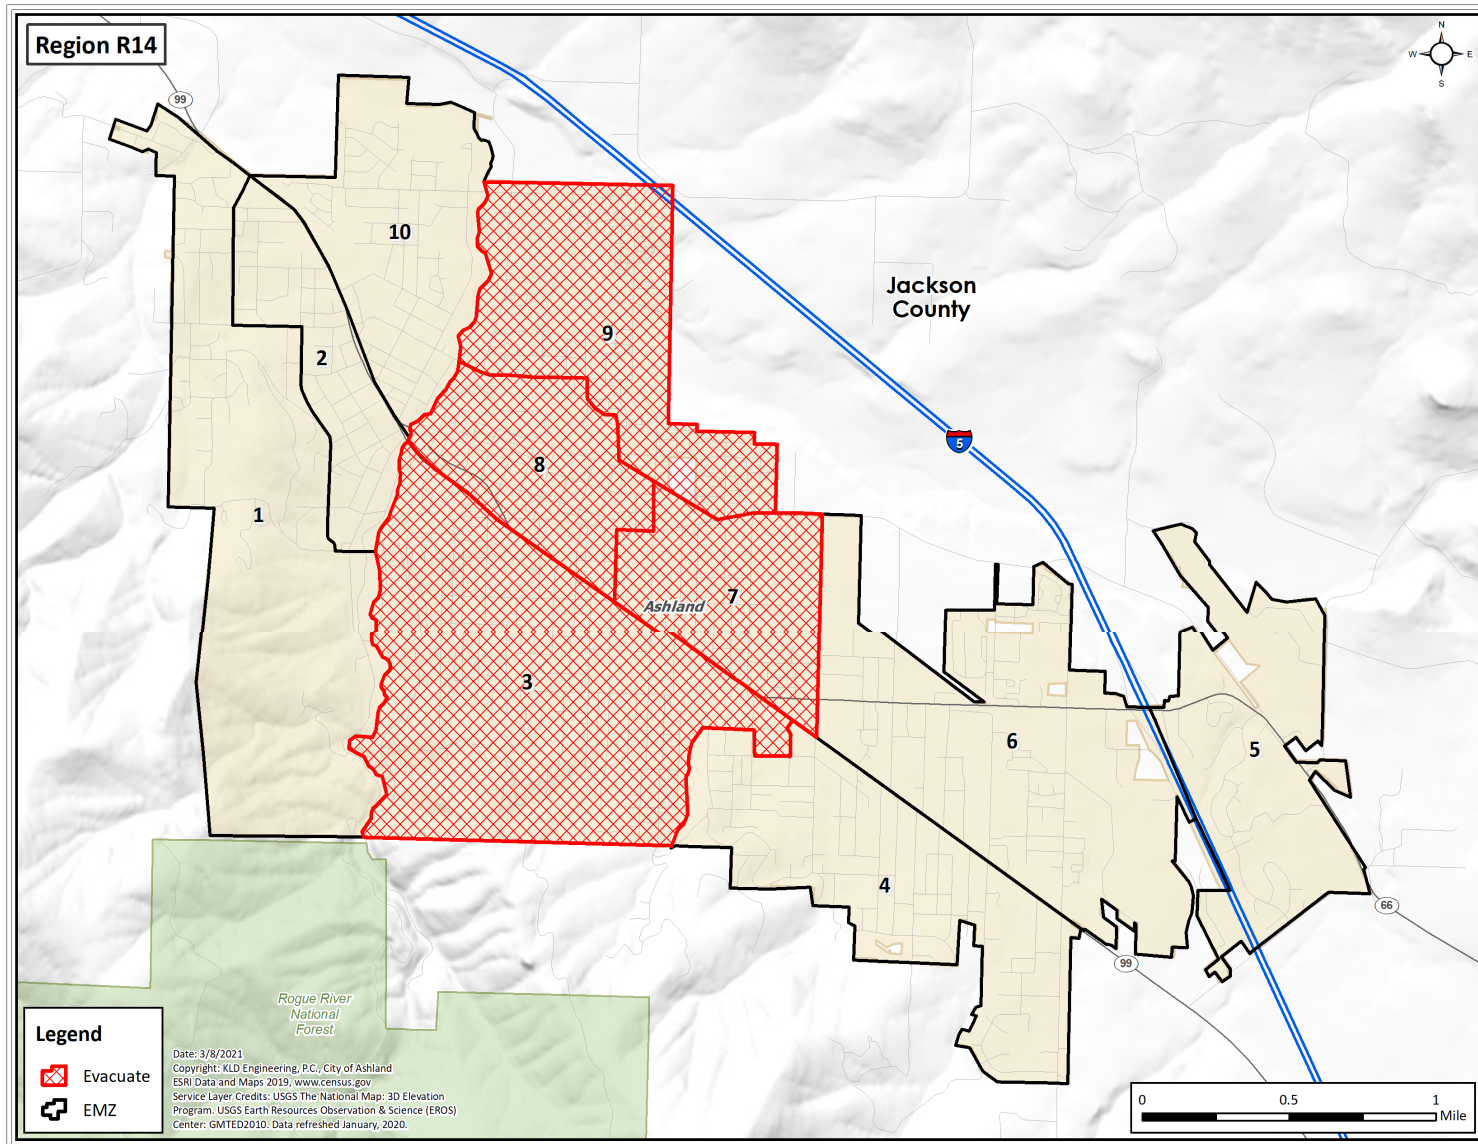 Region R14
N
W
E
S
99
10
Jackson
County
9
2
5
8
1
Ashland
7
3
6
5
4
66
99
Rogue River
National
Forest
Legend
Evacuate
EMZ
Date: 3/8/2021
Copyright: KLD Engineering, P.C., City of Ashland
ESRI Data and Maps 2019, www.census.gov
Service Layer Credits: USGS The National Map: 3D Elevation
Program. USGS Earth Resources Observation & Science (EROS)
Center: GMTED2010. Data refreshed January, 2020.
0 0.5 1
Mile